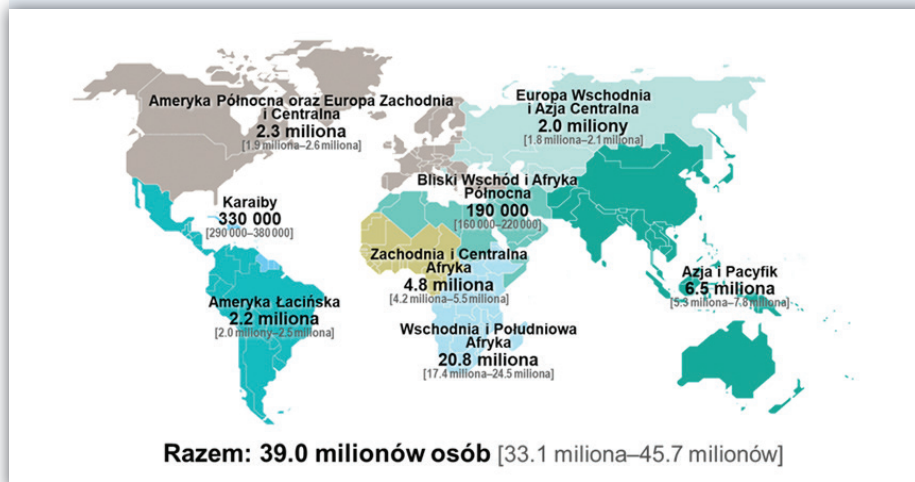 Ameryka Północna oraz Europa Zachodnia
i Centralna
2.3 miliona
[1.9 miliona–2.6 miliona]
Europa Wschodnia
i Azja Centralna
2.0 miliony
[1.8 miliona–2.1 miliona]
Karaiby
330 000
[290 000–380 000]
Bliski Wschód i Afryka
Północna
190 000
[160 000–220 000]
Zachodnia i Centralna
Afryka
4.8 miliona
[4.2 miliona–5.5 miliona]
Azja i Pacyfik
6.5 miliona
[5.3 miliona–7.8 miliona]
Ameryka Łacińska
2.2 miliona
[2.0 miliony–2.5 miliona]
Wschodnia i Południowa
Afryka
20.8 miliona
[17.4 miliona–24.5 miliona]
Razem: 39.0 milionów osób [33.1 miliona–45.7 milionów]